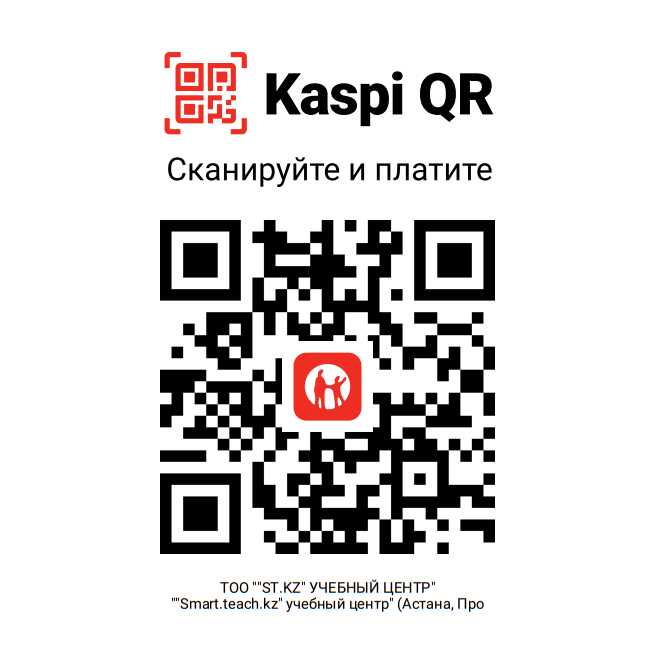 Kaspi QR
Сканируйте и платите
ТОО ""ST.KZ" УЧЕБНЫЙ ЦЕНТР"
""Smart.teach.kz" учебный центр" (Астана, Про